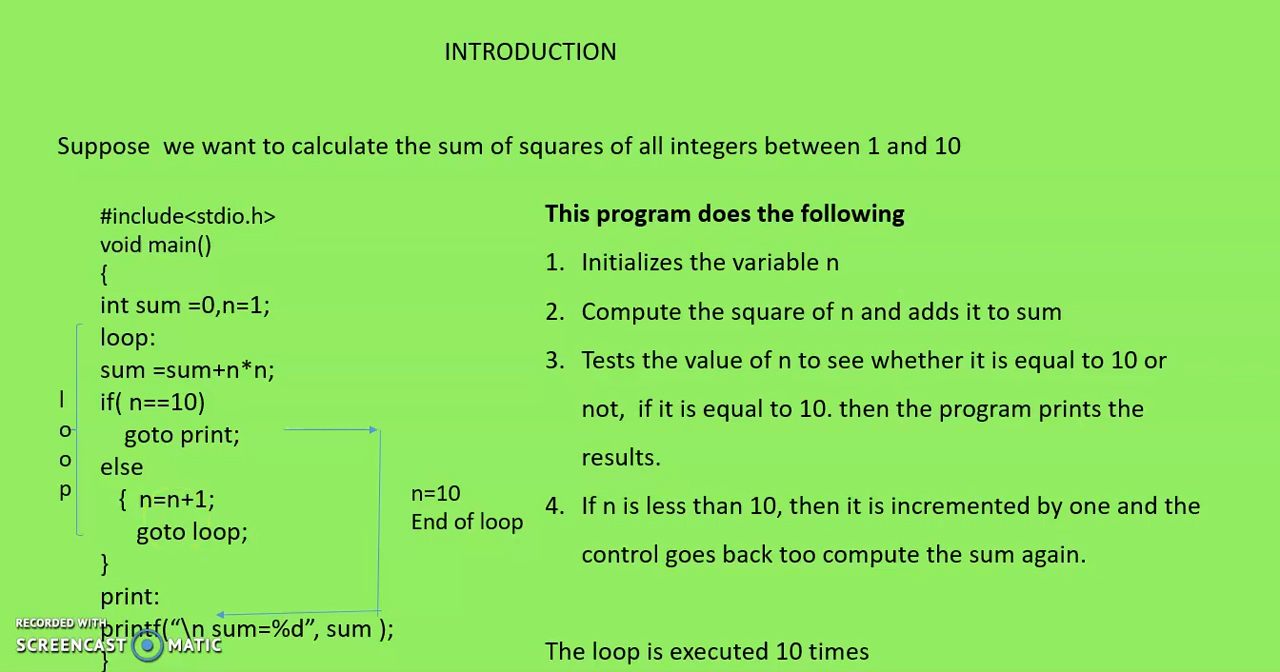 INTRODUCTION
Suppose we want to calculate the sum of squares of all integers between 1 and 10
#include<stdio.h>
void main()
{
int sum =0,n=1;
loop:
sum =sum+n*n;
if( n==10)
goto print;
else
{ n=n+1;
goto loop;
}
print:
printf(“\n sum=%d”, sum );
}
l
o
o
p
n=10
End of loop
This program does the following
1. Initializes the variable n
2. Compute the square of n and adds it to sum
3. Tests the value of n to see whether it is equal to 10 or
not, if it is equal to 10. then the program prints the
results.
4. If n is less than 10, then it is incremented by one and the
control goes back too compute the sum again.
The loop is executed 10 times
RECORDED WITH
SCREENCAST MATIC